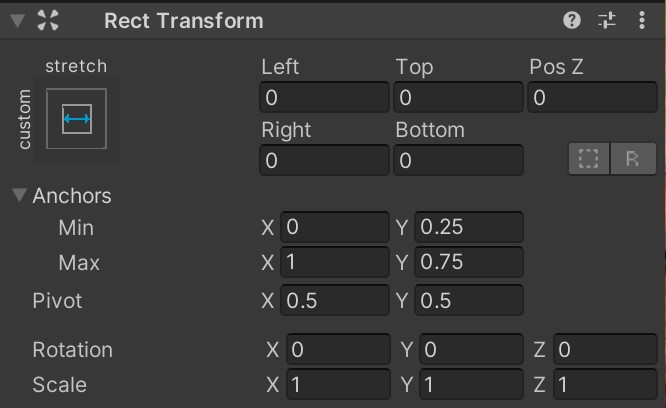 Rect Transform
stretch
custom
Left Top Pos Z
0 0 0
Right Bottom
0 0 R
Anchors
Min X 0 Y 0.25
Max X 1 Y 0.75
Pivot X 0.5 Y 0.5
Rotation X 0 Y 0 Z 0
Scale X 1 Y 1 Z 1